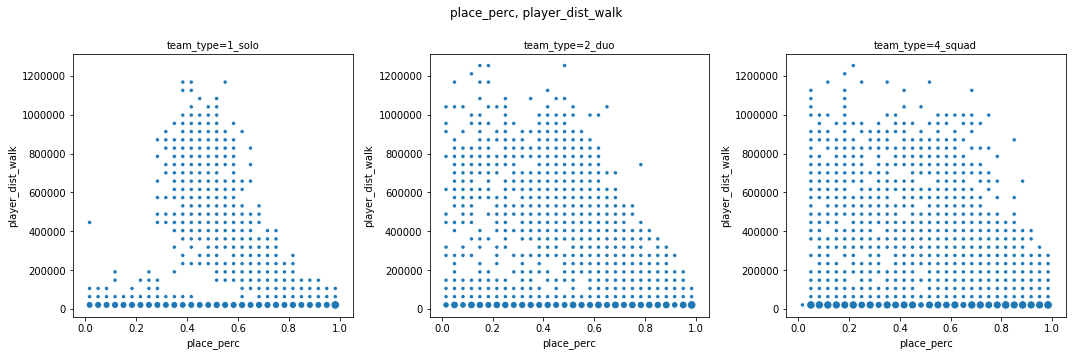 place_perc, player_dist_walk
team_type=1_solo
player_dist_walk
1200000
1000000
800000
600000
400000
200000
0
0.0 0.2 0.4 0.6 0.8 1.0
place_perc
team_type=2_duo
player_dist_walk
1200000
1000000
800000
600000
400000
200000
0
0.0 0.2 0.4 0.6 0.8 1.0
place_perc
team_type=4_squad
player_dist_walk
1200000
1000000
800000
600000
400000
200000
0
0.0 0.2 0.4 0.6 0.8 1.0
place_perc